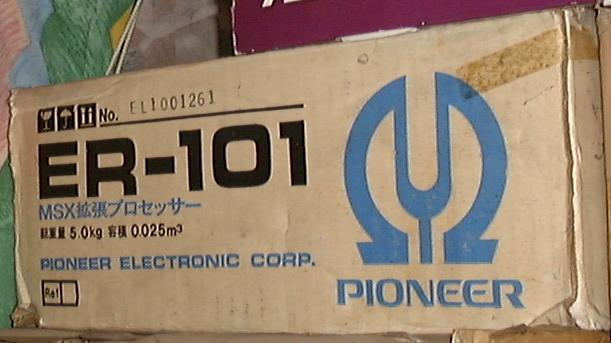 No. EL1001261
ER-101
MSX拡張プロセッサー
総重量 5.0kg 容積 0.025m³
PIONEER ELECTRONIC CORP.
Ref
PIONEER